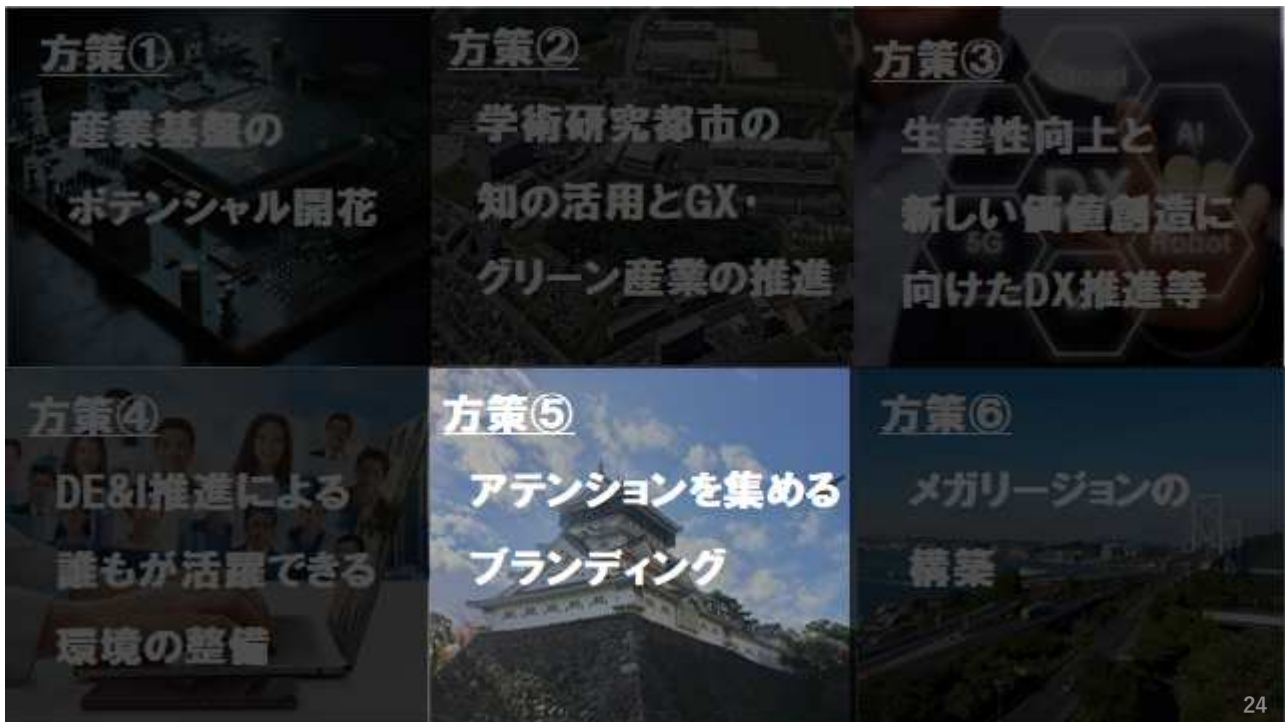 方策①
産業基盤の
ポテンシャル開花
方策②
学術研究都市の
知の活用とGX・
グリーン産業の推進
方策③
生産性向上と
新しい価値創造に
向けたDX推進等
AI
DX
5G
Robot
方策④
DE&I推進による
誰もが活躍できる
環境の整備
方策⑤
アテンションを集める
ブランディング
方策⑥
メガリージョンの
構築
24